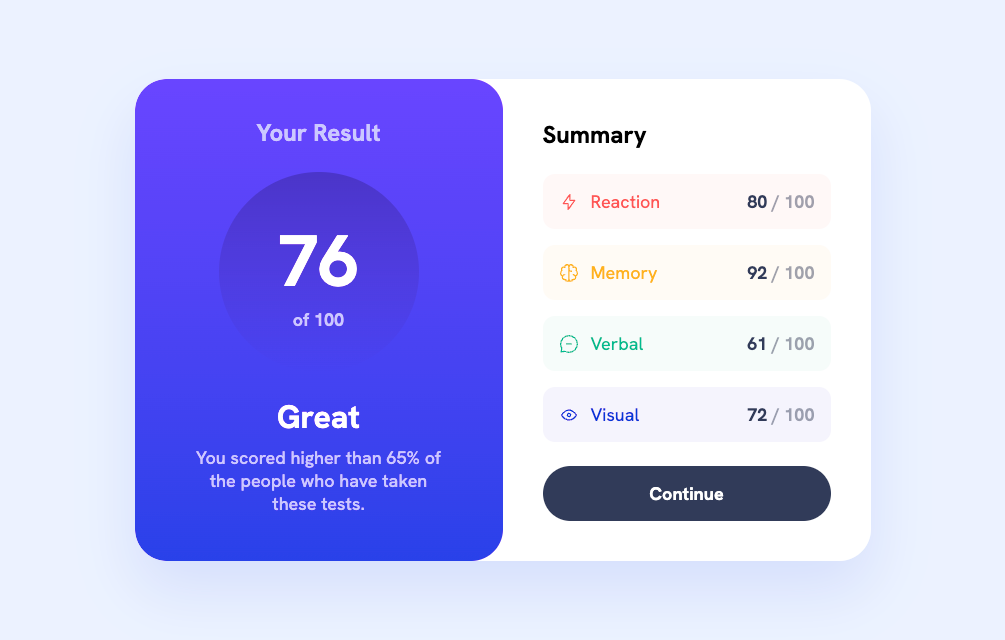 Your Result
76
of 100
Great
You scored higher than 65% of
the people who have taken
these tests.
Summary
Reaction 80 / 100
Memory 92 / 100
Verbal 61 / 100
Visual 72 / 100
Continue